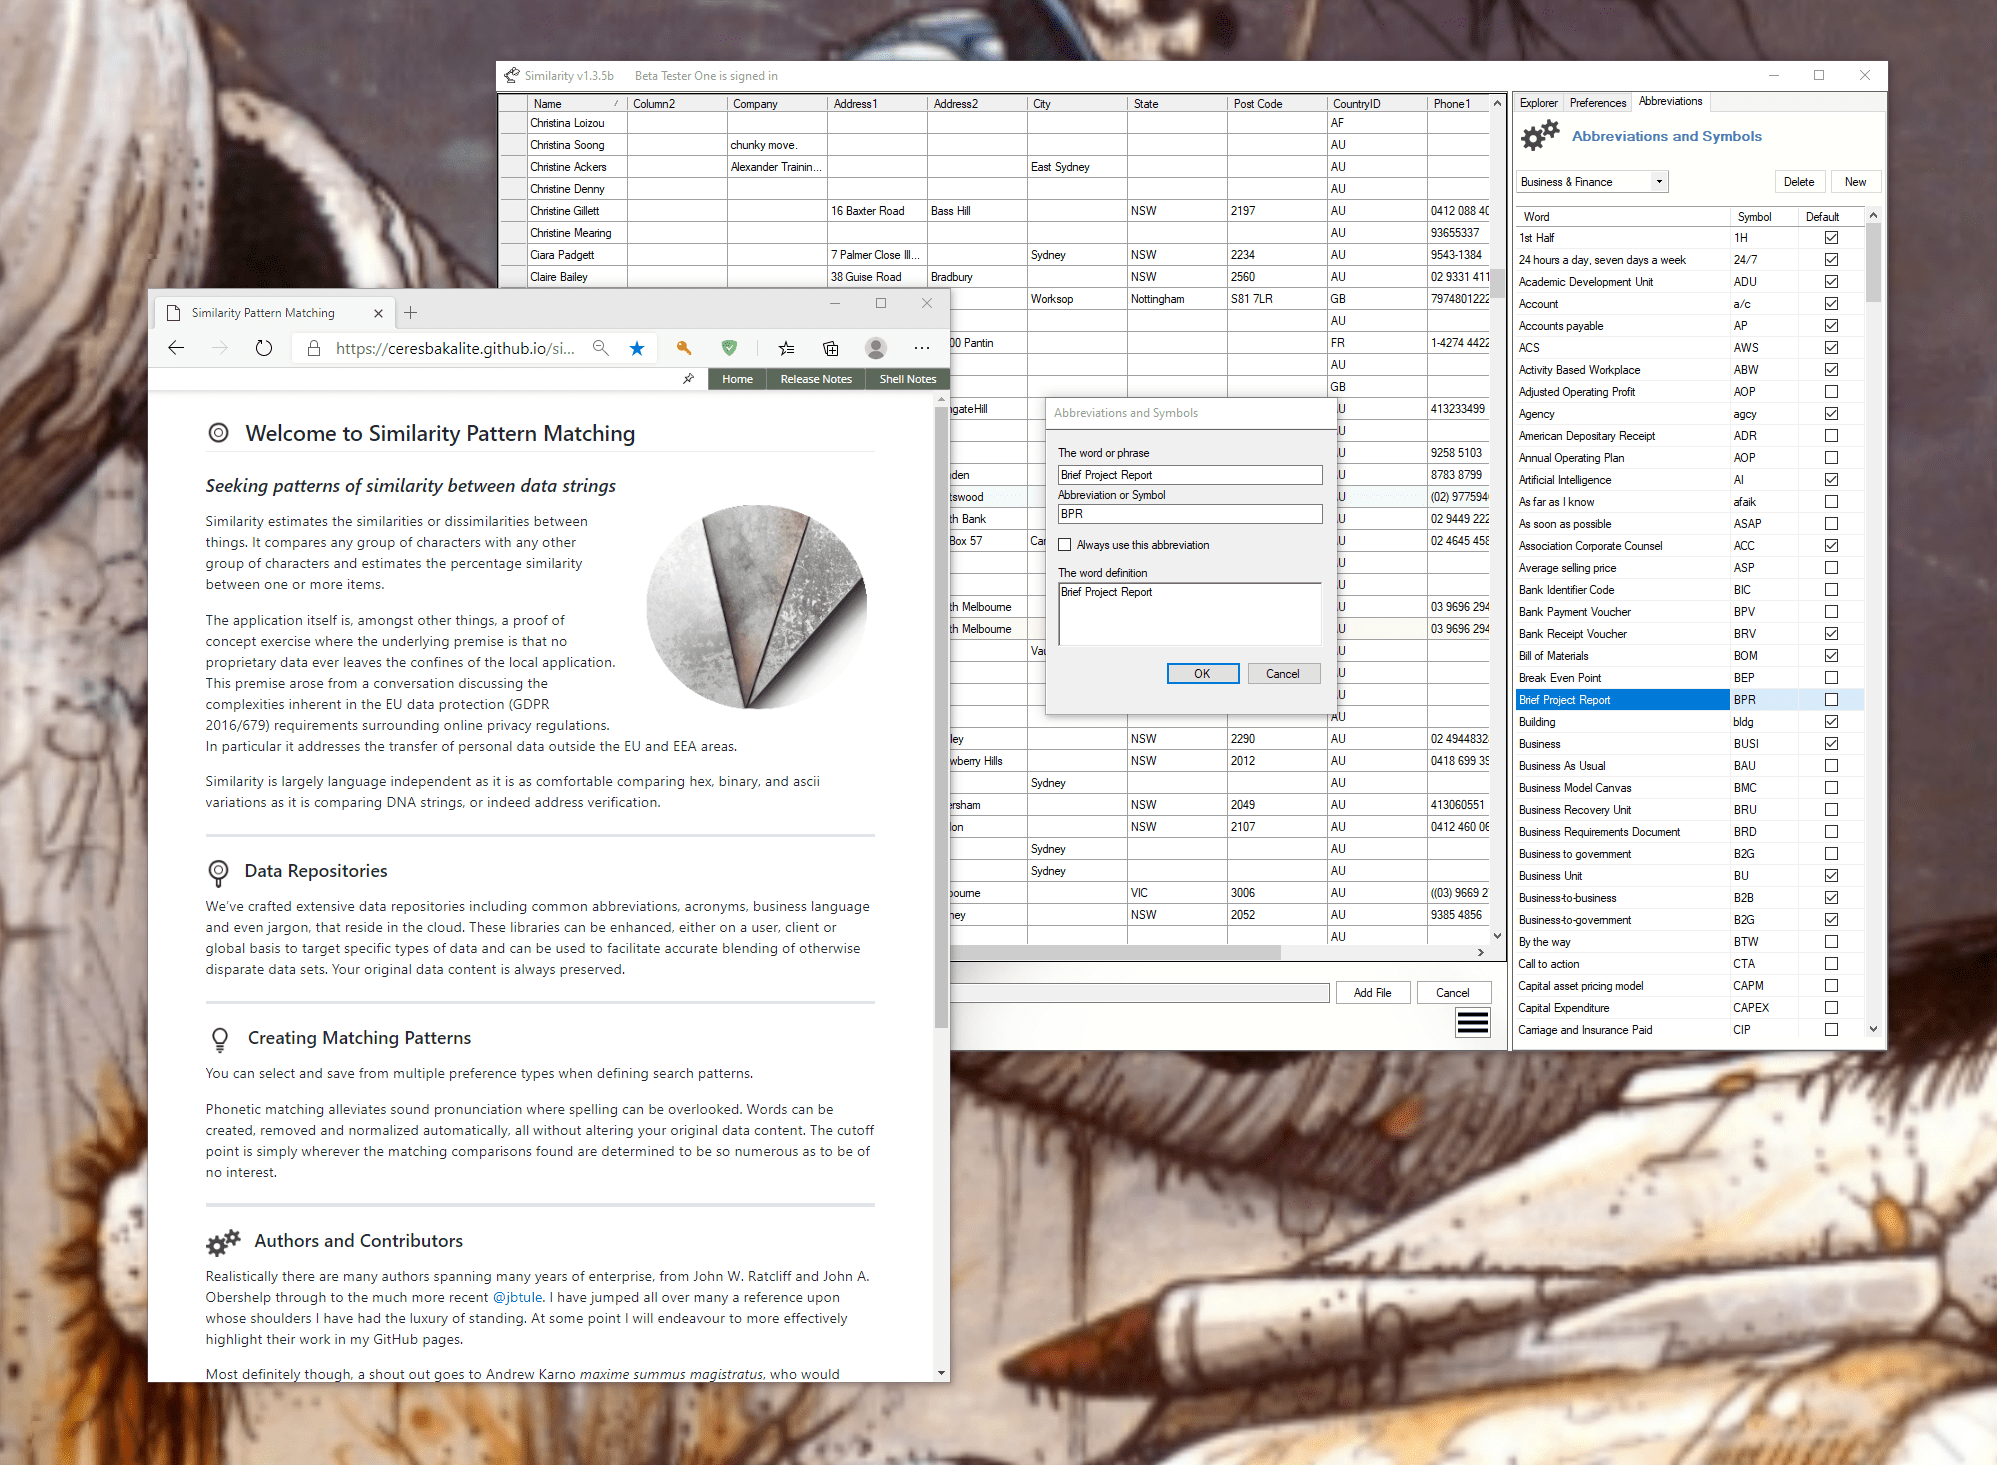 Similarity v1.3.5b Beta Tester One is signed in
Name Column2 Company Address1 Address2 City State Post Code CountryID Phone1
Christina Loizou AF
Christina Soong chunky move. AU
Christine Ackers Alexander Trainin... East Sydney AU
Christine Denny AU
Christine Gillett 16 Baxter Road Bass Hill NSW 2197 AU 0412 088 40
Christine Mearing AU 93655337
Ciara Padgett 7 Palmer Close Ill... Sydney NSW 2234 AU 9543-1384
Claire Bailey 38 Guise Road Bradbury NSW 2560 AU 02 9331 411
Worksop Nottingham S81 7LR GB 7974801222
AU
00 Pantin FR 1-4274 4422
AU
GB
gateHill U 413233499
U
U 9258 5103
den U 8783 8799
tswood U (02) 977594
th Bank U 02 9449 222
Box 57 Car U 02 4645 458
U
U
th Melbourne U 03 9696 294
th Melbourne U 03 9696 294
Vau U
U
U
AU
ley NSW 2290 AU 02 4944832
wberry Hills NSW 2012 AU 0418 699 39
Sydney AU
ersham NSW 2049 AU 413060551
lon NSW 2107 AU 0412 460 06
Sydney AU
Sydney AU
bourne VIC 3006 AU ((03) 9669 2
ney NSW 2052 AU 9385 4856
AU
Add File Cancel
Explorer Preferences Abbreviations
Abbreviations and Symbols
Business & Finance Delete New
Word Symbol Default
1st Half 1H
24 hours a day, seven days a week 24/7
Academic Development Unit ADU
Account a/c
Accounts payable AP
ACS AWS
Activity Based Workplace ABW
Adjusted Operating Profit AOP
Agency agcy
American Depositary Receipt ADR
Annual Operating Plan AOP
Artificial Intelligence AI
As far as I know afaik
As soon as possible ASAP
Association Corporate Counsel ACC
Average selling price ASP
Bank Identifier Code BIC
Bank Payment Voucher BPV
Bank Receipt Voucher BRV
Bill of Materials BOM
Break Even Point BEP
Brief Project Report BPR
Building bldg
Business BUSI
Business As Usual BAU
Business Model Canvas BMC
Business Recovery Unit BRU
Business Requirements Document BRD
Business to government B2G
Business Unit BU
Business-to-business B2B
Business-to-government B2G
By the way BTW
Call to action CTA
Capital asset pricing model CAPM
Capital Expenditure CAPEX
Carriage and Insurance Paid CIP
Abbreviations and Symbols
The word or phrase
Brief Project Report
Abbreviation or Symbol
BPR
Always use this abbreviation
The word definition
Brief Project Report
OK Cancel
Similarity Pattern Matching
https://ceresbakalite.github.io/si...
Home Release Notes Shell Notes
Welcome to Similarity Pattern Matching
Seeking patterns of similarity between data strings
Similarity estimates the similarities or dissimilarities between
things. It compares any group of characters with any other
group of characters and estimates the percentage similarity
between one or more items.
The application itself is, amongst other things, a proof of
concept exercise where the underlying premise is that no
proprietary data ever leaves the confines of the local application.
This premise arose from a conversation discussing the
complexities inherent in the EU data protection (GDPR
2016/679) requirements surrounding online privacy regulations.
In particular it addresses the transfer of personal data outside the EU and EEA areas.
Similarity is largely language independent as it is as comfortable comparing hex, binary, and ascii
variations as it is comparing DNA strings, or indeed address verification.
Data Repositories
We've crafted extensive data repositories including common abbreviations, acronyms, business language
and even jargon, that reside in the cloud. These libraries can be enhanced, either on a user, client or
global basis to target specific types of data and can be used to facilitate accurate blending of otherwise
disparate data sets. Your original data content is always preserved.
Creating Matching Patterns
You can select and save from multiple preference types when defining search patterns.
Phonetic matching alleviates sound pronunciation where spelling can be overlooked. Words can be
created, removed and normalized automatically, all without altering your original data content. The cutoff
point is simply wherever the matching comparisons found are determined to be so numerous as to be of
no interest.
Authors and Contributors
Realistically there are many authors spanning many years of enterprise, from John W. Ratcliff and John A.
Obershelp through to the much more recent @jbtule. I have jumped all over many a reference upon
whose shoulders I have had the luxury of standing. At some point I will endeavour to more effectively
highlight their work in my GitHub pages.
Most definitely though, a shout out goes to Andrew Karno maxime summus magistratus, who would